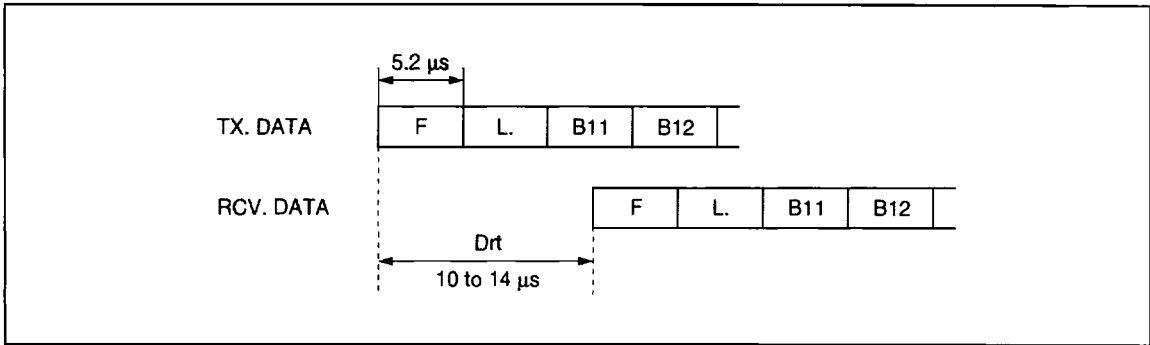 5.2 μs
TX. DATA F L. B11 B12
RCV. DATA F L. B11 B12
Drt
10 to 14 μs